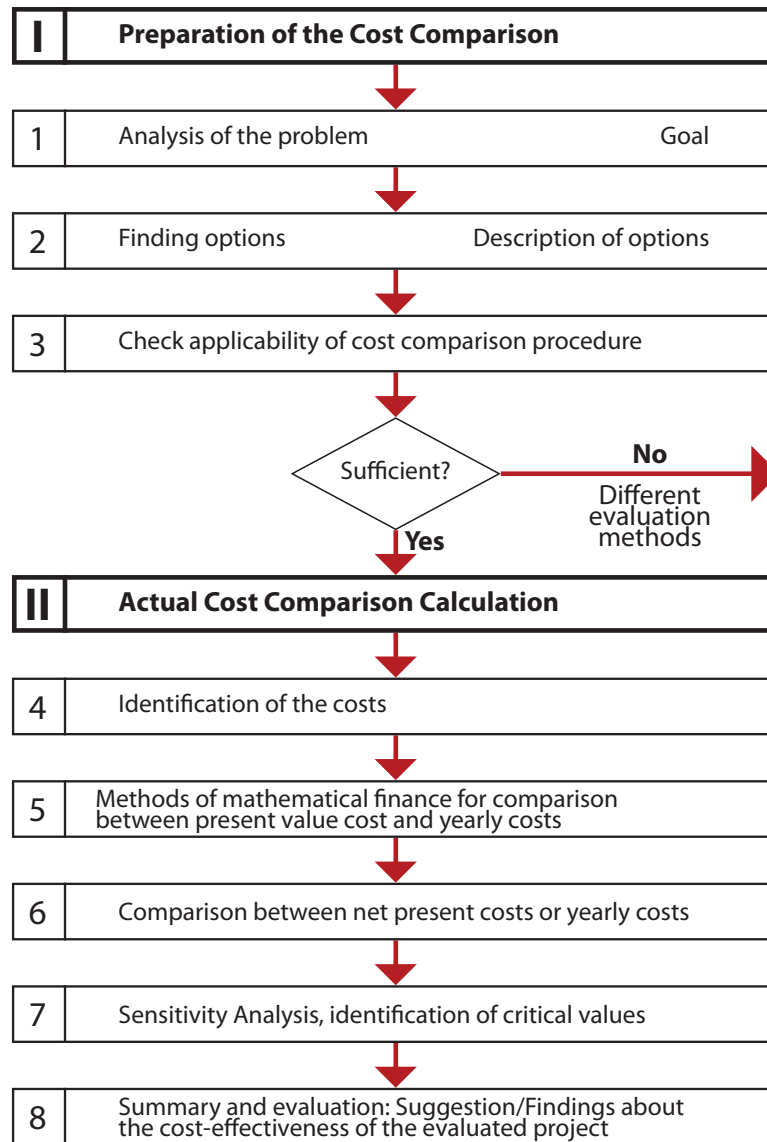 I Preparation of the Cost Comparison
1 Analysis of the problem Goal
2 Finding options Description of options
3 Check applicability of cost comparison procedure
Sufficient?
No
Different
evaluation
methods
Yes
II Actual Cost Comparison Calculation
4 Identification of the costs
5 Methods of mathematical finance for comparison
between present value cost and yearly costs
6 Comparison between net present costs or yearly costs
7 Sensitivity Analysis, identification of critical values
8 Summary and evaluation: Suggestion/Findings about
the cost-effectiveness of the evaluated project